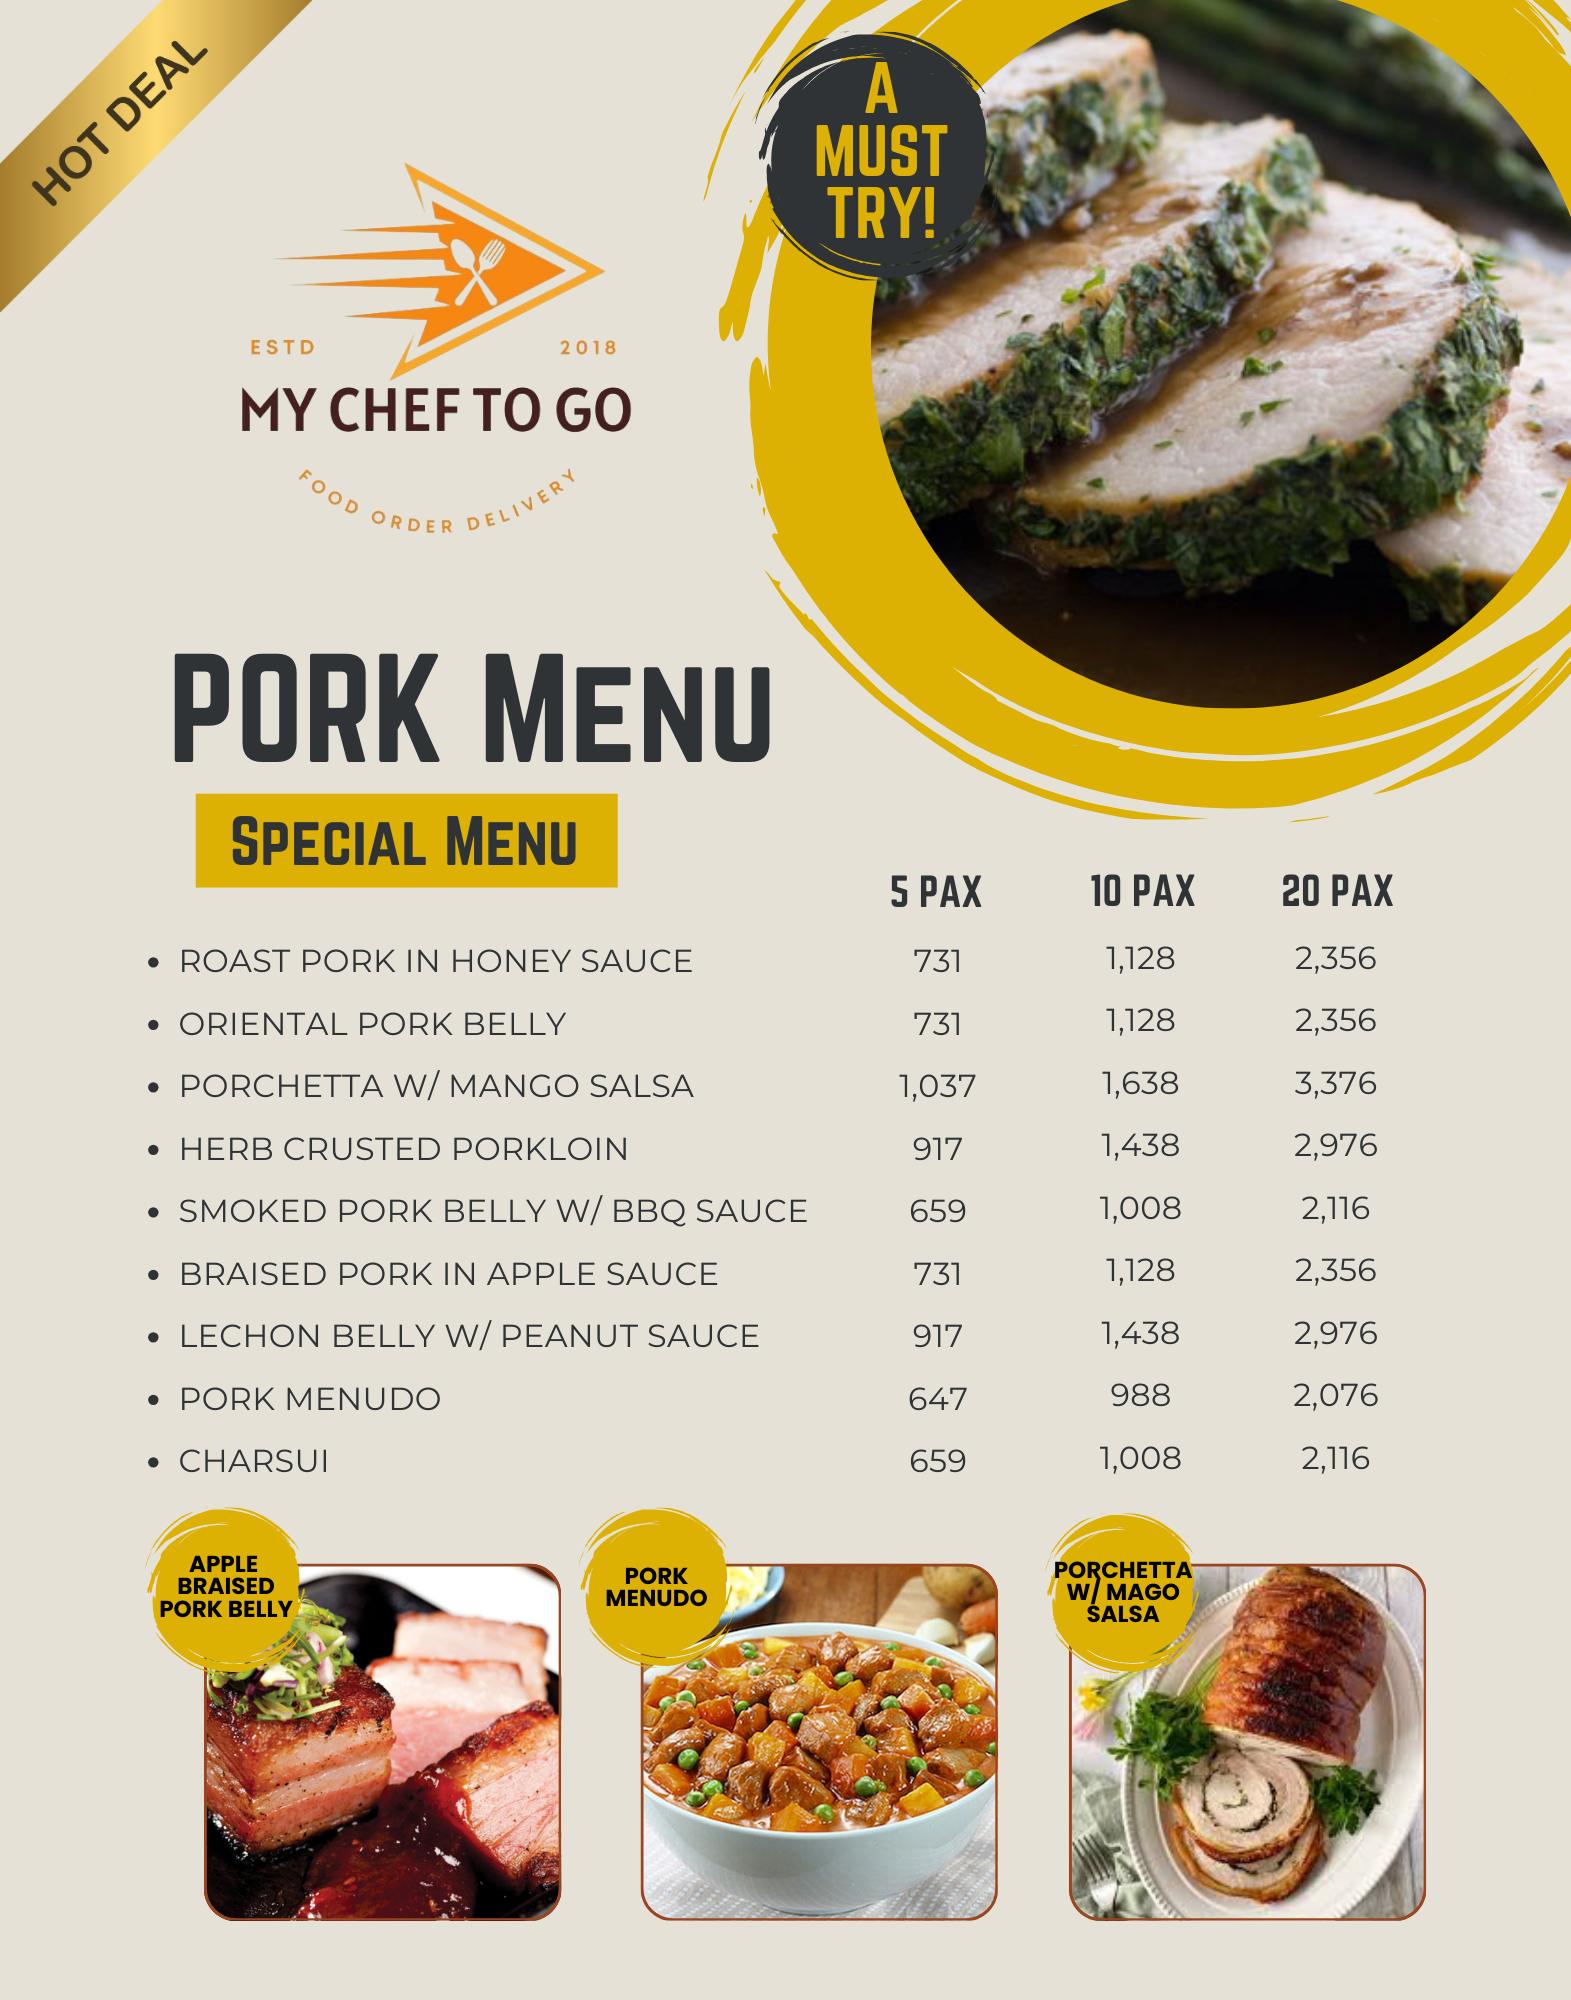 HOT DEAL
A
MUST
TRY!
ESTD 2018
MY CHEF TO GO
FOOD ORDER DELIVERY
PORK MENU
SPECIAL MENU
5 PAX 10 PAX 20 PAX
• ROAST PORK IN HONEY SAUCE 731 1,128 2,356
• ORIENTAL PORK BELLY 731 1,128 2,356
• PORCHETTA W/ MANGO SALSA 1,037 1,638 3,376
• HERB CRUSTED PORKLOIN 917 1,438 2,976
• SMOKED PORK BELLY W/ BBQ SAUCE 659 1,008 2,116
• BRAISED PORK IN APPLE SAUCE 731 1,128 2,356
• LECHON BELLY W/ PEANUT SAUCE 917 1,438 2,976
• PORK MENUDO 647 988 2,076
• CHARSUI 659 1,008 2,116
APPLE
BRAISED
PORK BELLY
PORK
MENUDO
PORCHETTA
W/ MAGO
SALSA